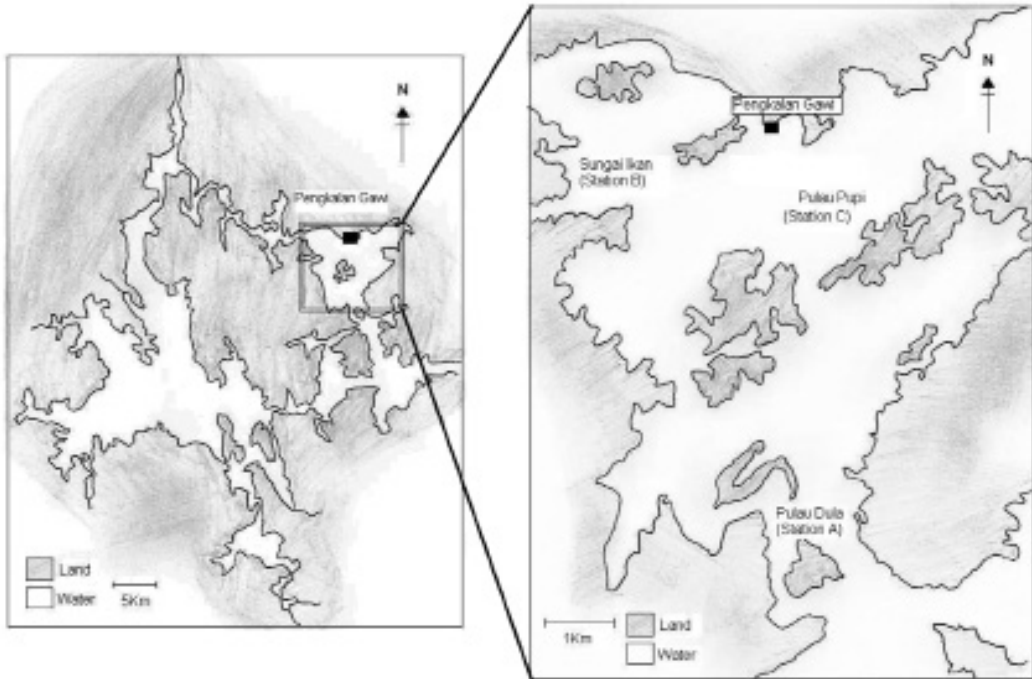 N
Pengkalan Gawi
Land
Water
5Km
N
Pengkalan Gawi
Sungai Ikan
(Station B)
Pulau Pupi
(Station C)
Pulau Dula
(Station A)
Land
Water
1Km